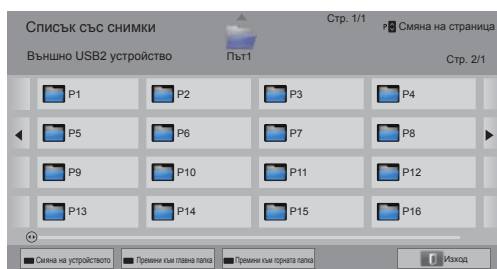 Списък със снимки
Стр. 1/1
P Смяна на страница
Външно USB2 устройство
Път1
Стр. 2/1
P1 P2 P3 P4
P5 P6 P7 P8
P9 P10 P11 P12
P13 P14 P15 P16
Смяна на устройството Премини към главна папка Премини към горната папка Изход